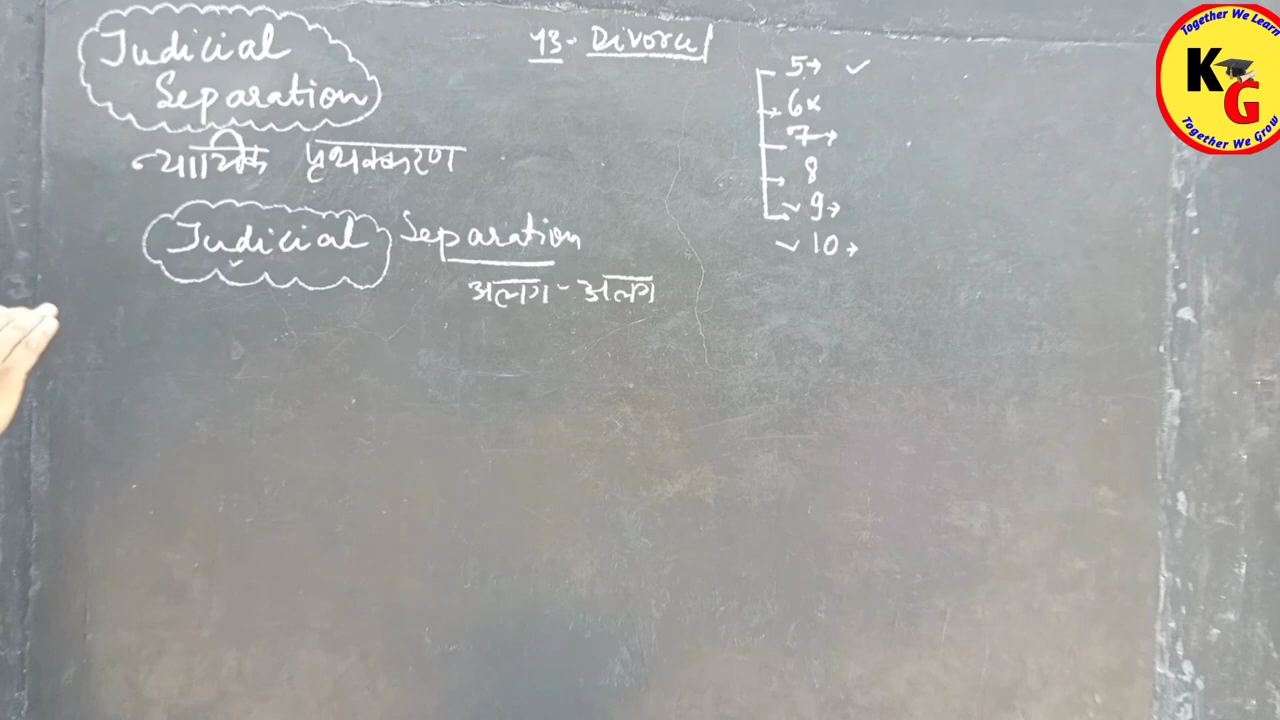 Judicial
Separation
न्यायिक पृथक्करण
Judicial Separation
अलग-अलग
13- Divorce
5→ ✓
6×
7→
8
✓ 9→
✓ 10→
Together We Learn
KG
Together We Grow